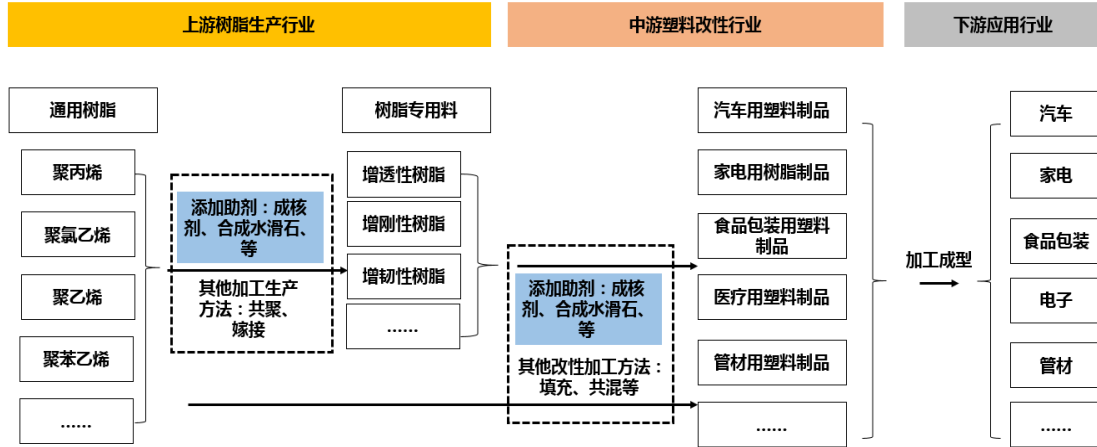 上游树脂生产行业
中游塑料改性行业
下游应用行业
通用树脂
聚丙烯
聚氯乙烯
聚乙烯
聚苯乙烯
......
添加助剂：成核
剂、合成水滑石、
等
其他加工生产
方法：共聚、
嫁接
树脂专用料
增透性树脂
增刚性树脂
增韧性树脂
......
添加助剂：成核
剂、合成水滑石、
等
其他改性加工方法：
填充、共混等
汽车用塑料制品
家电用树脂制品
食品包装用塑料
制品
医疗用塑料制品
管材用塑料制品
......
加工成型
汽车
家电
食品包装
电子
管材
......